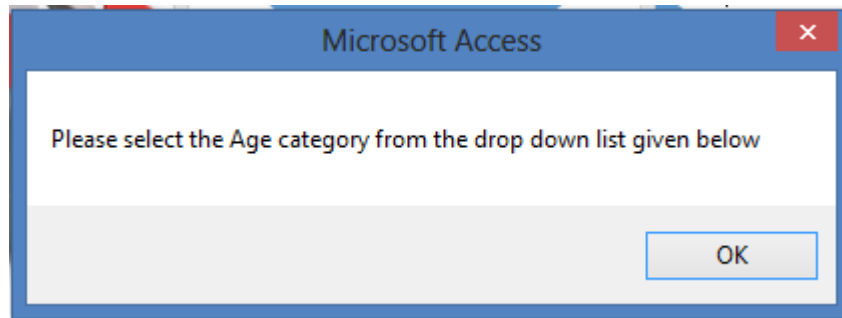 Microsoft Access
Please select the Age category from the drop down list given below
OK